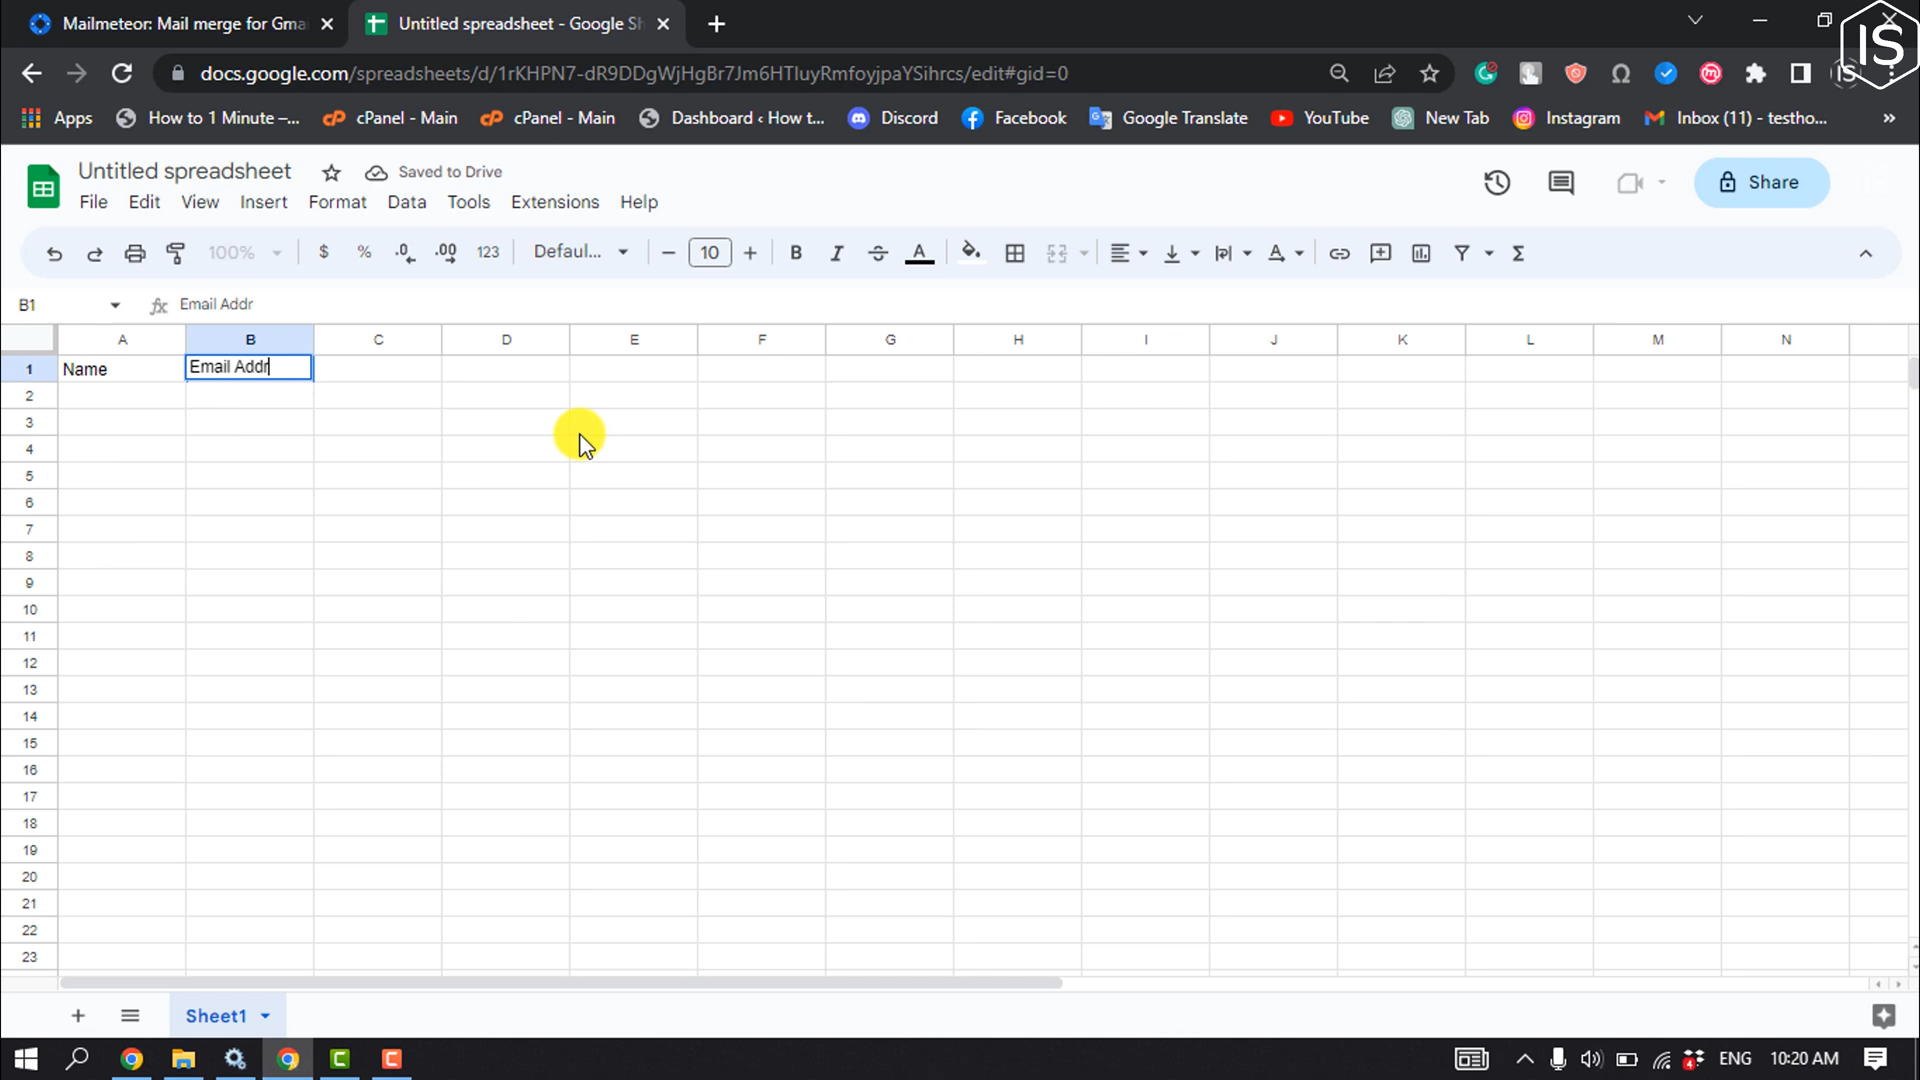 Mailmeteor: Mail merge for Gma
Untitled spreadsheet - Google Sh
IS
docs.google.com/spreadsheets/d/1rKHPN7-dR9DDgWjHgBr7Jm6HTIuyRmfoyjpaYSihrcs/edit#gid=0
Apps
How to 1 Minute –...
cPanel - Main
cPanel - Main
Dashboard ‹ How t...
Discord
Facebook
Google Translate
YouTube
New Tab
Instagram
Inbox (11) - testho...
»
Untitled spreadsheet
Saved to Drive
Share
File Edit View Insert Format Data Tools Extensions Help
100% $ % .0 .00 123 Defaul... − 10 + B I S A Σ
B1 fx Email Addr
A B C D E F G H I J K L M N
1 Name Email Addr
2
3
4
5
6
7
8
9
10
11
12
13
14
15
16
17
18
19
20
21
22
23
Sheet1
ENG 10:20 AM